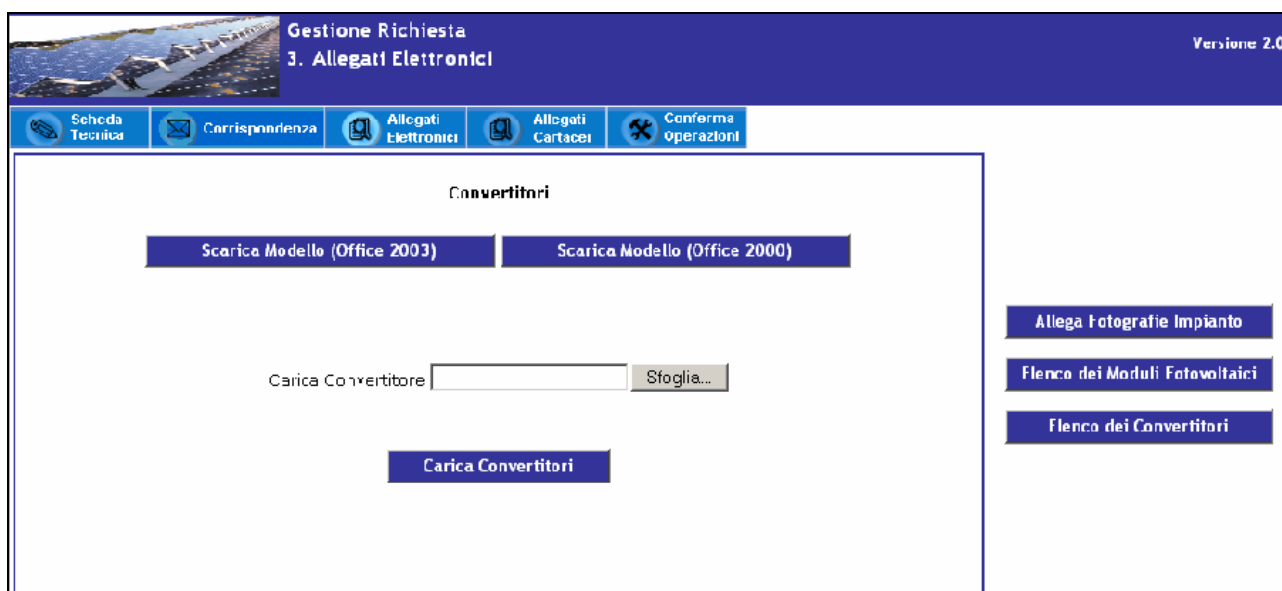 Gestione Richiesta
3. Allegati Elettronici
Versione 2.0
Scheda
Tecnica
Corrispondenza
Allegati
Elettronici
Allegati
Cartacei
Conferma
Operazioni
Convertitori
Scarica Modello (Office 2003)
Scarica Modello (Office 2000)
Allega Fotografie Impianto
Carica Convertitore
Sfoglia...
Elenco dei Moduli Fotovoltaici
Elenco dei Convertitori
Carica Convertitori